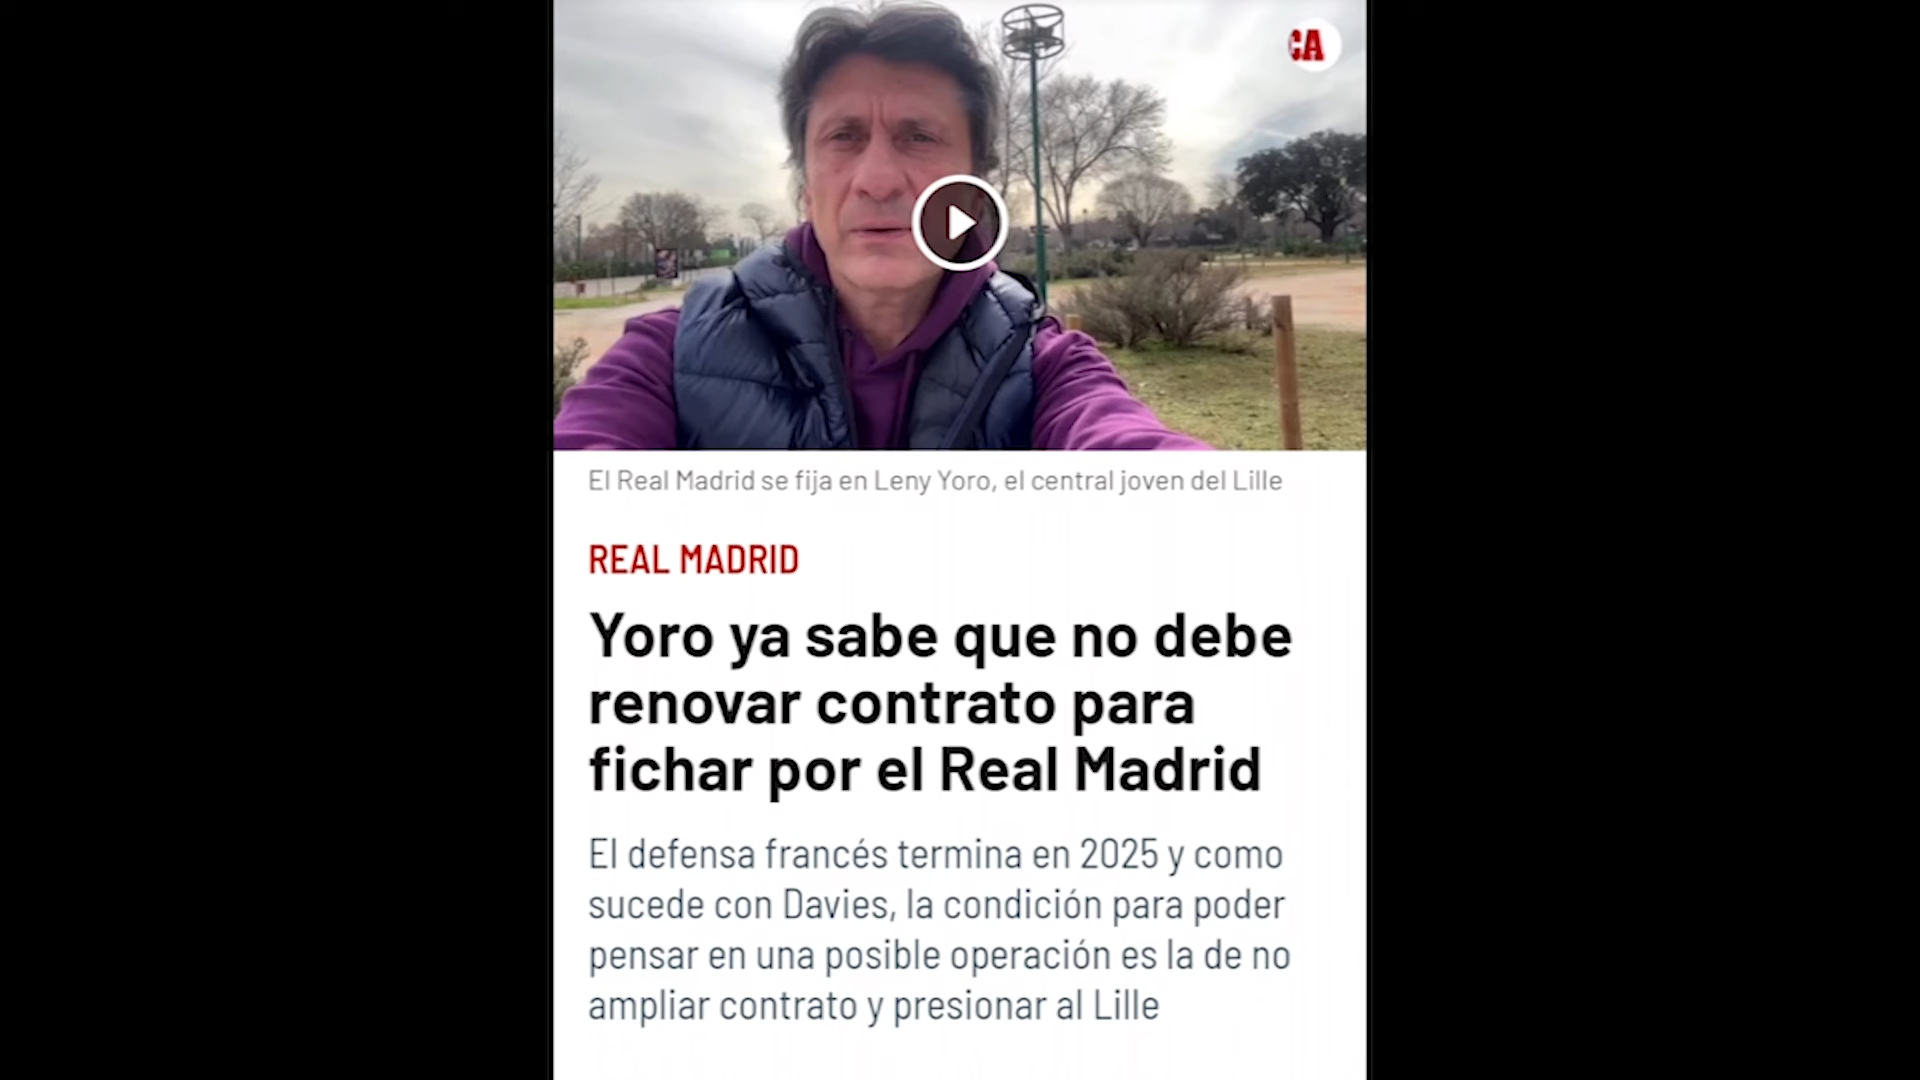 CA
El Real Madrid se fija en Leny Yoro, el central joven del Lille
REAL MADRID
Yoro ya sabe que no debe
renovar contrato para
fichar por el Real Madrid
El defensa francés termina en 2025 y como
sucede con Davies, la condición para poder
pensar en una posible operación es la de no
ampliar contrato y presionar al Lille